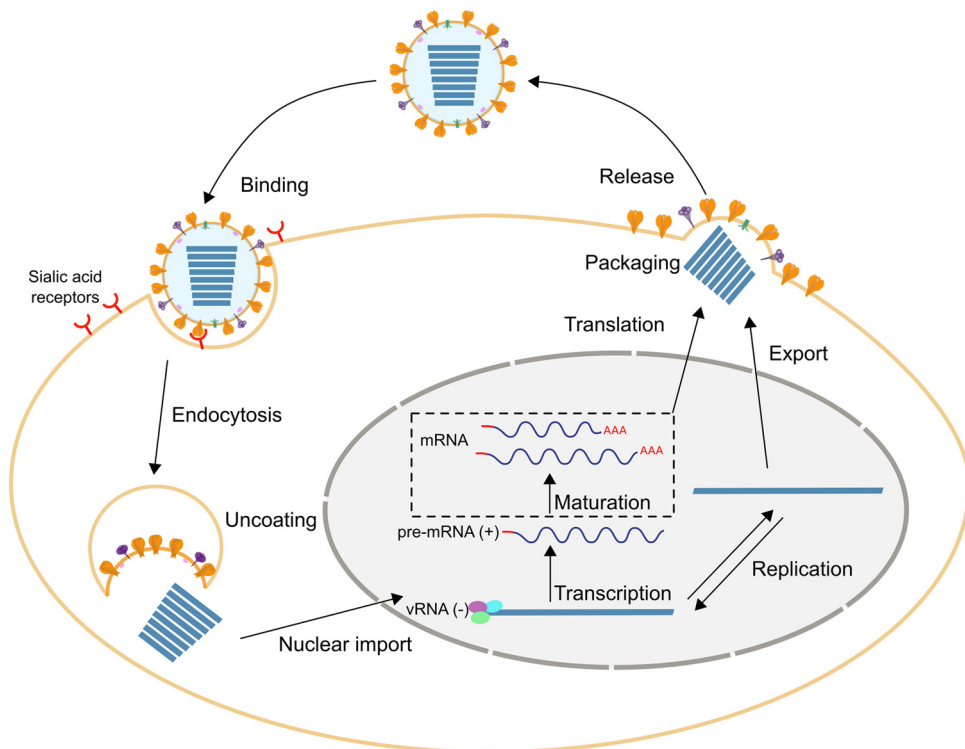 Binding
Release
Sialic acid
receptors
Packaging
Translation
Export
Endocytosis
mRNA
AAA
AAA
Maturation
Uncoating
pre-mRNA (+)
Replication
Transcription
vRNA (-)
Nuclear import